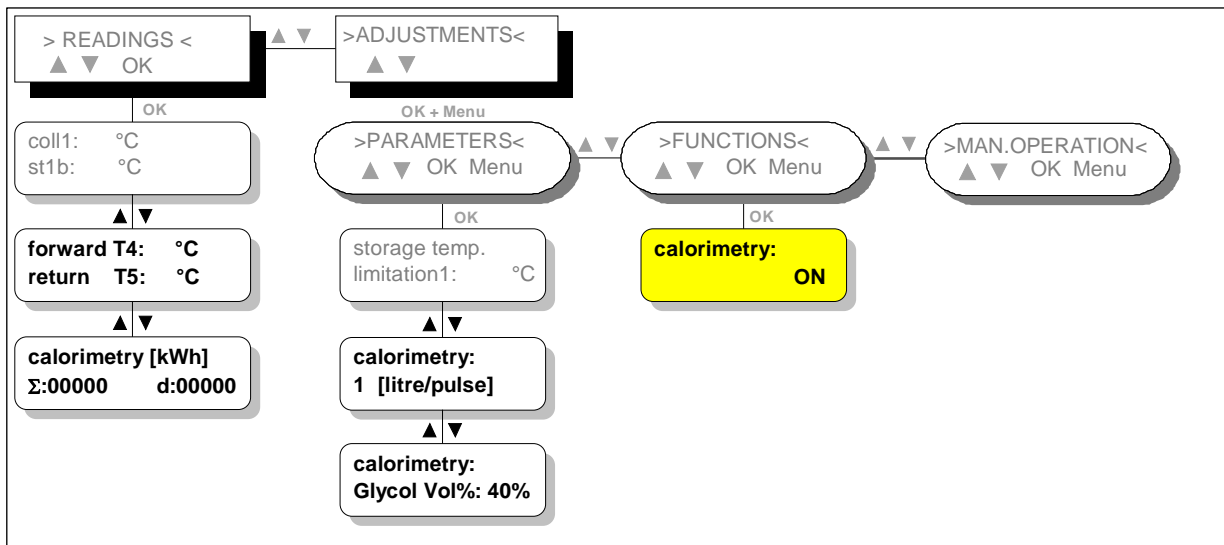 > READINGS <
▲ ▼ OK
▲ ▼
>ADJUSTMENTS<
▲ ▼
OK
coll1: °C
st1b: °C
▲ ▼
forward T4: °C
return T5: °C
▲ ▼
calorimetry [kWh]
Σ:00000 d:00000
OK + Menu
>PARAMETERS<
▲ ▼ OK Menu
▲ ▼
>FUNCTIONS<
▲ ▼ OK Menu
▲ ▼
>MAN.OPERATION<
▲ ▼ OK Menu
OK
storage temp.
limitation1: °C
▲ ▼
calorimetry:
1 [litre/pulse]
▲ ▼
calorimetry:
Glycol Vol%: 40%
OK
calorimetry:
ON